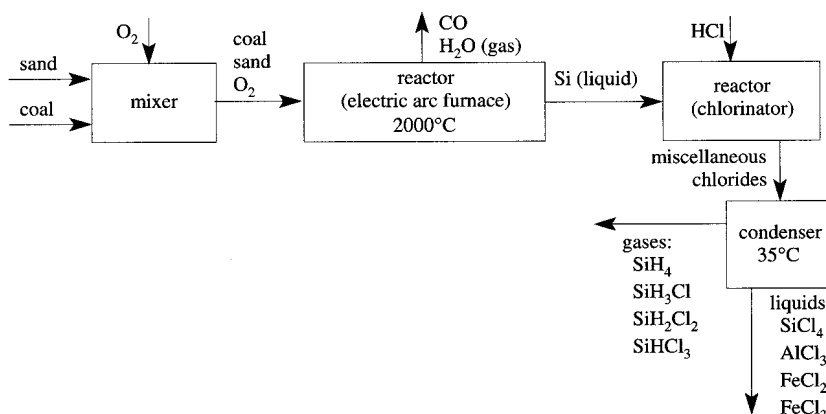 O₂
sand
coal
mixer
coal
sand
O₂
CO
H₂O (gas)
reactor
(electric arc furnace)
2000°C
Si (liquid)
HCl
reactor
(chlorinator)
miscellaneous
chlorides
condenser
35°C
gases:
SiH₄
SiH₃Cl
SiH₂Cl₂
SiHCl₃
liquids
SiCl₄
AlCl₃
FeCl₂